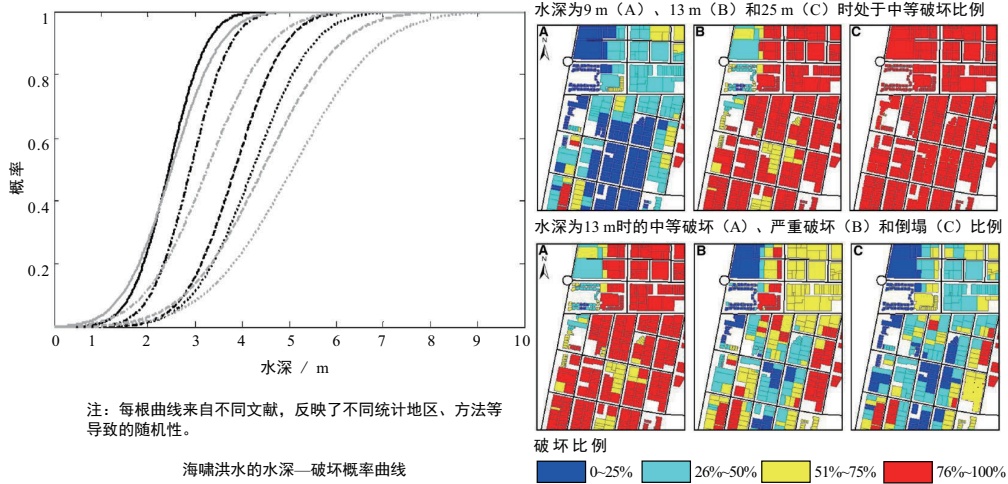 1
0.8
0.6
0.4
0.2
概率
0 1 2 3 4 5 6 7 8 9 10
水深 / m
注：每根曲线来自不同文献，反映了不同统计地区、方法等
导致的随机性。
海啸洪水的水深—破坏概率曲线
水深为9 m（A）、13 m（B）和25 m（C）时处于中等破坏比例
A B C
N
水深为13 m时的中等破坏（A）、严重破坏（B）和倒塌（C）比例
A B C
N
破坏比例
0~25% 26%~50% 51%~75% 76%~100%